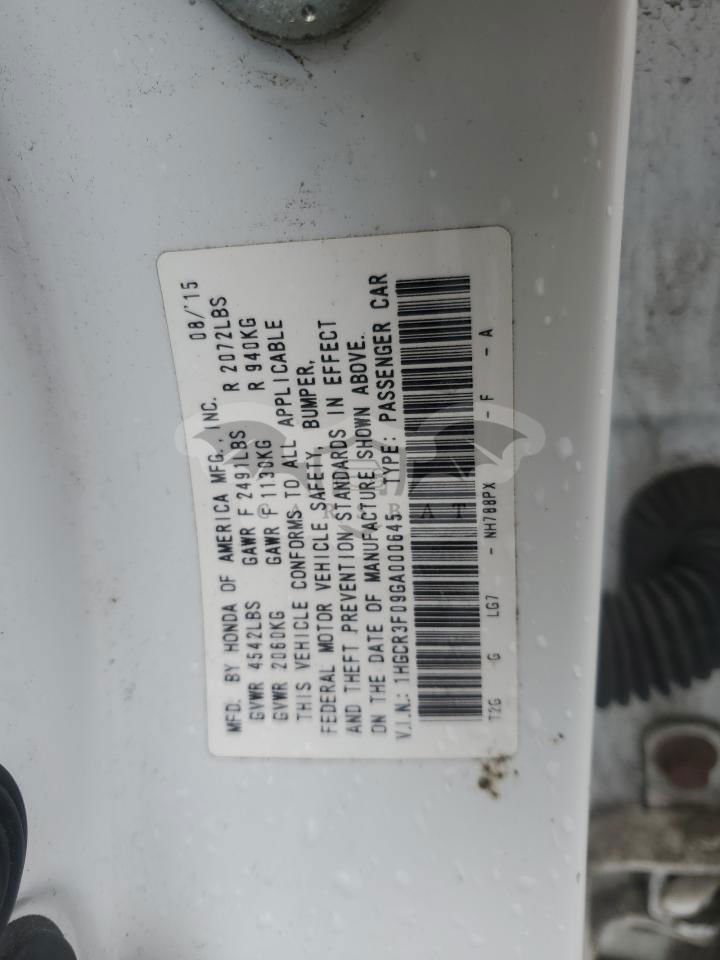 MFD. BY HONDA OF AMERICA MFG., INC. 08/'15
GVWR 4542LBS GAWR F 2491LBS R 2072LBS
GVWR 2060KG GAWR F 1130KG R 940KG
THIS VEHICLE CONFORMS TO ALL APPLICABLE
FEDERAL MOTOR VEHICLE SAFETY, BUMPER,
AND THEFT PREVENTION STANDARDS IN EFFECT
ON THE DATE OF MANUFACTURE SHOWN ABOVE.
V.I.N.: 1HGCR3F09GA000645 TYPE: PASSENGER CAR
T2G G LG7 - NH788PX - F - A
CARBAT